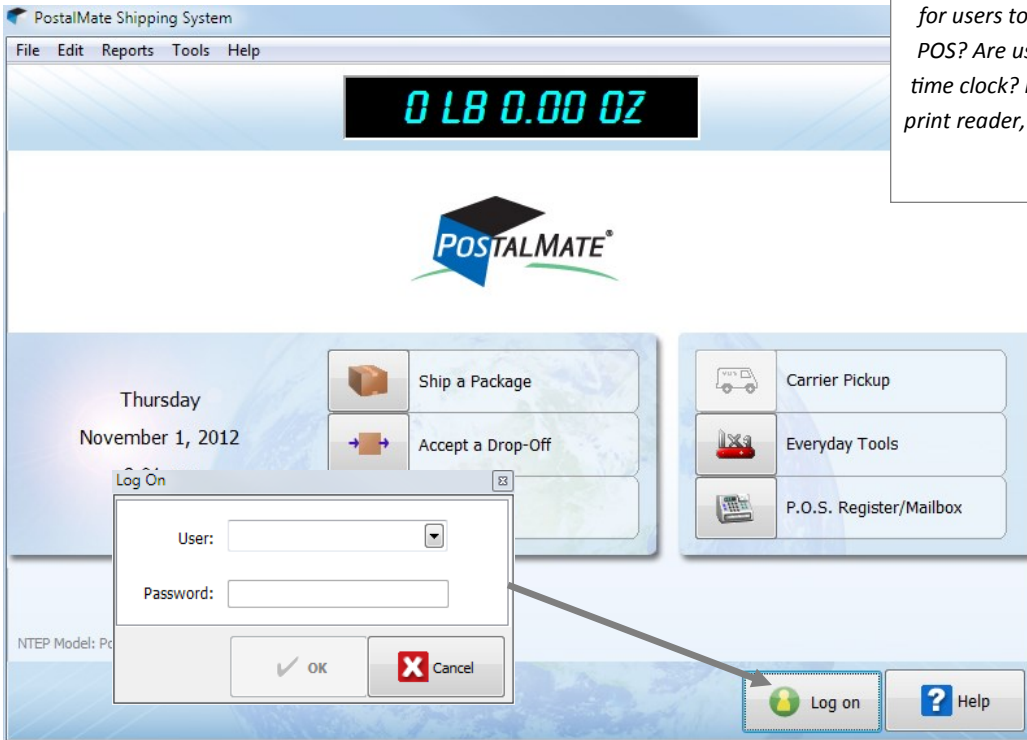 PostalMate Shipping System
File Edit Reports Tools Help
for users to
POS? Are
time clock?
print reader,
0 LB 0.00 OZ
POSTALMATE®
Thursday
November 1, 2012
Ship a Package
Accept a Drop-Off
Carrier Pickup
Everyday Tools
P.O.S. Register/Mailbox
Log On
User:
Password:
OK
Cancel
NTEP Model:
Log on
Help